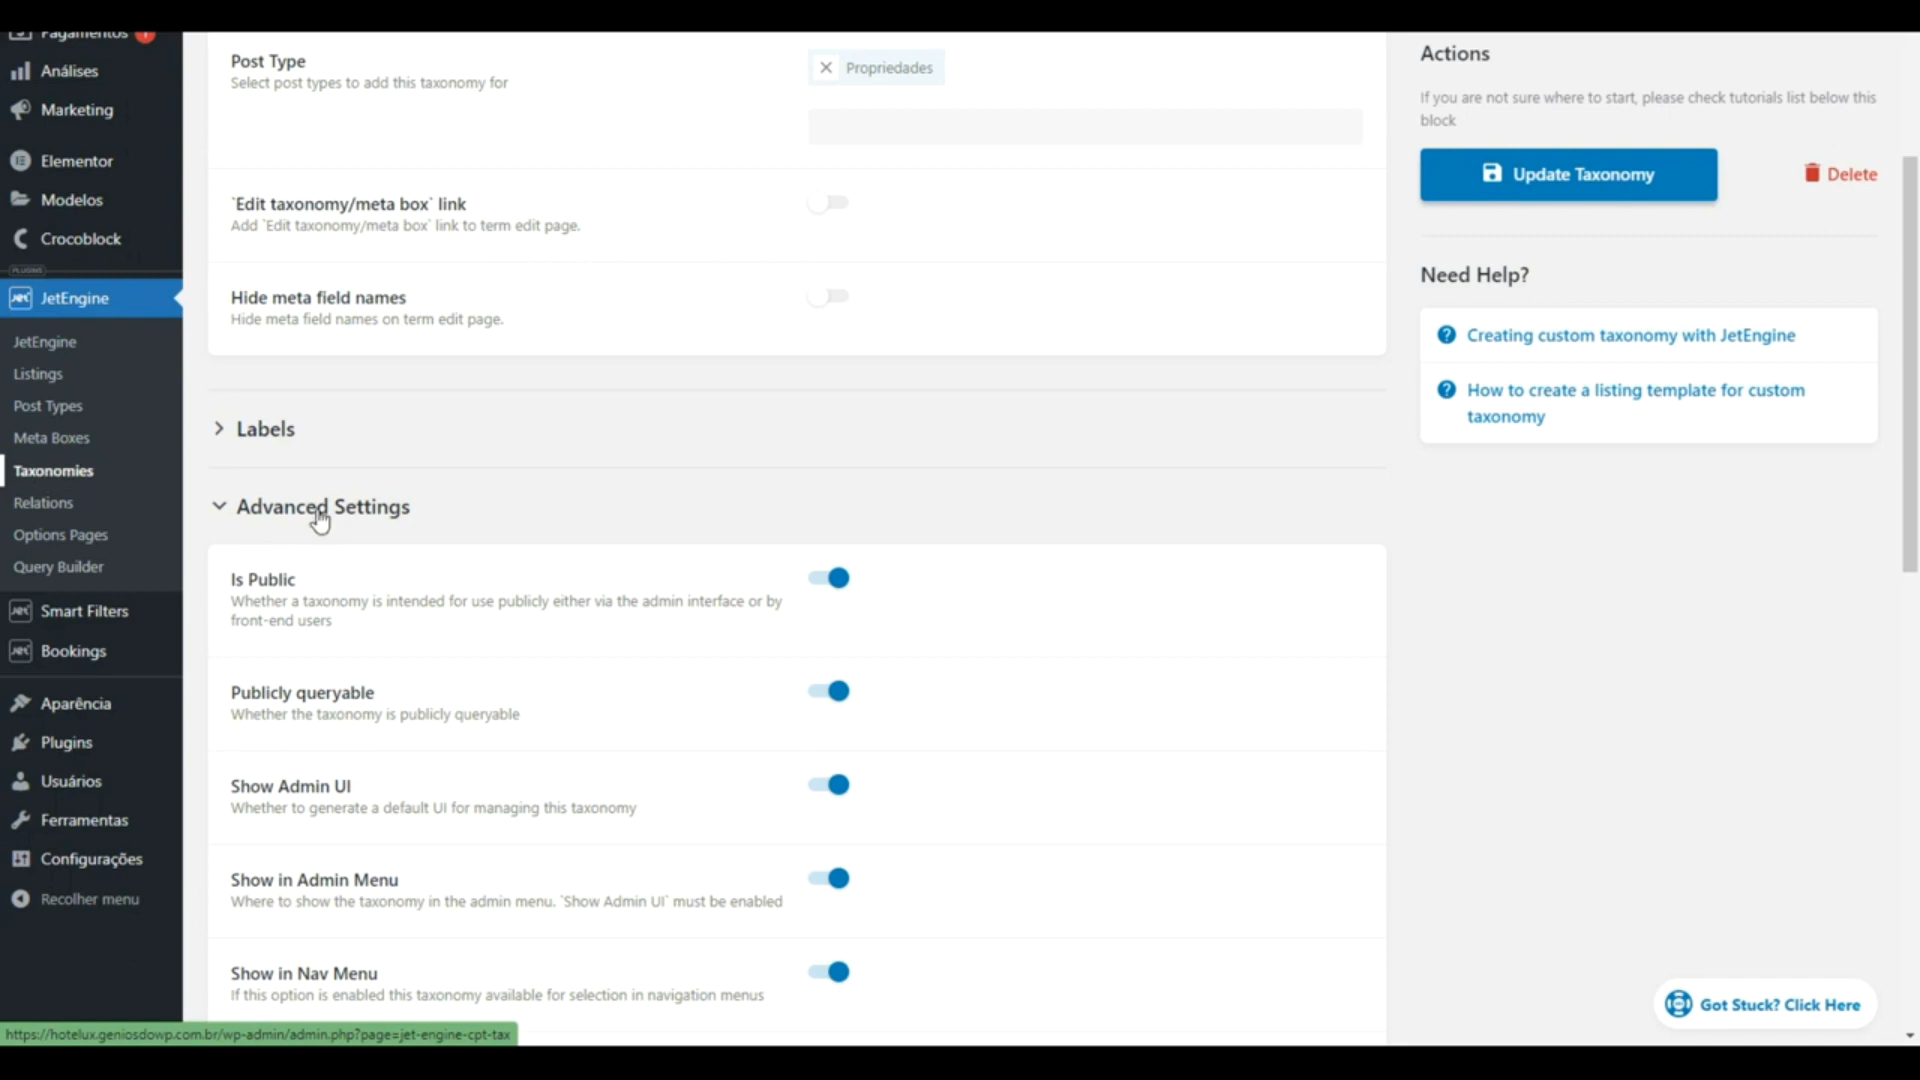 Pagamentos
Análises
Marketing
Elementor
Modelos
Crocoblock
PLUGINS
JetEngine
JetEngine
Listings
Post Types
Meta Boxes
Taxonomies
Relations
Options Pages
Query Builder
Smart Filters
Bookings
Aparência
Plugins
Usuários
Ferramentas
Configurações
Recolher menu
Post Type
Select post types to add this taxonomy for
Propriedades
`Edit taxonomy/meta box` link
Add `Edit taxonomy/meta box` link to term edit page.
Hide meta field names
Hide meta field names on term edit page.
Labels
Advanced Settings
Is Public
Whether a taxonomy is intended for use publicly either via the admin interface or by
front-end users
Publicly queryable
Whether the taxonomy is publicly queryable
Show Admin UI
Whether to generate a default UI for managing this taxonomy
Show in Admin Menu
Where to show the taxonomy in the admin menu. `Show Admin UI` must be enabled
Show in Nav Menu
If this option is enabled this taxonomy available for selection in navigation menus
Actions
If you are not sure where to start, please check tutorials list below this
block
Update Taxonomy
Delete
Need Help?
Creating custom taxonomy with JetEngine
How to create a listing template for custom
taxonomy
Got Stuck? Click Here
https://hotelux.geniosdowp.com.br/wp-admin/admin.php?page=jet-engine-cpt-tax